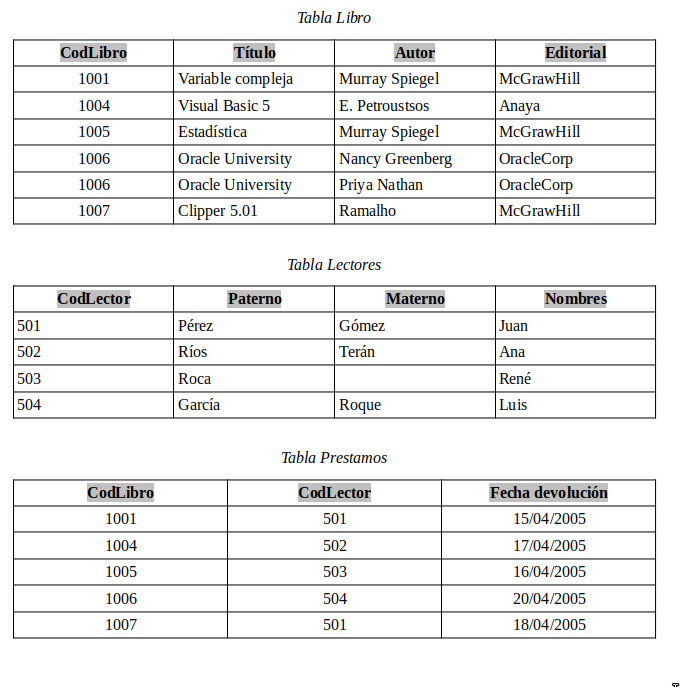 Tabla Libro
CodLibro Título Autor Editorial
1001 Variable compleja Murray Spiegel McGrawHill
1004 Visual Basic 5 E. Petroustsos Anaya
1005 Estadística Murray Spiegel McGrawHill
1006 Oracle University Nancy Greenberg OracleCorp
1006 Oracle University Priya Nathan OracleCorp
1007 Clipper 5.01 Ramalho McGrawHill
Tabla Lectores
CodLector Paterno Materno Nombres
501 Pérez Gómez Juan
502 Ríos Terán Ana
503 Roca René
504 García Roque Luis
Tabla Prestamos
CodLibro CodLector Fecha devolución
1001 501 15/04/2005
1004 502 17/04/2005
1005 503 16/04/2005
1006 504 20/04/2005
1007 501 18/04/2005